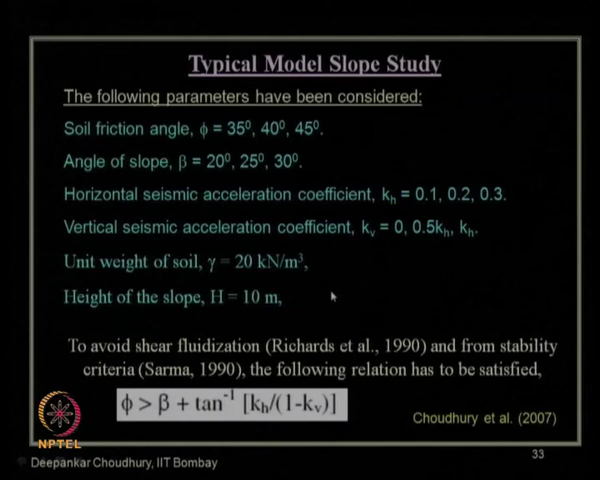 Typical Model Slope Study
The following parameters have been considered:
Soil friction angle, ϕ = 35⁰, 40⁰, 45⁰.
Angle of slope, β = 20⁰, 25⁰, 30⁰.
Horizontal seismic acceleration coefficient, kₕ = 0.1, 0.2, 0.3.
Vertical seismic acceleration coefficient, kᵥ = 0, 0.5kₕ, kₕ.
Unit weight of soil, γ = 20 kN/m³,
Height of the slope, H = 10 m,
To avoid shear fluidization (Richards et al., 1990) and from stability
criteria (Sarma, 1990), the following relation has to be satisfied,
ϕ > β + tan⁻¹ [kₕ/(1-kᵥ)]
Choudhury et al. (2007)
NPTEL
Deepankar Choudhury, IIT Bombay
33